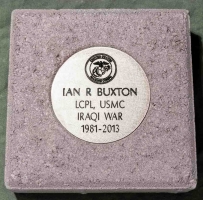 IAN R BUXTON
LCPL, USMC
IRAQI WAR
1981-2013